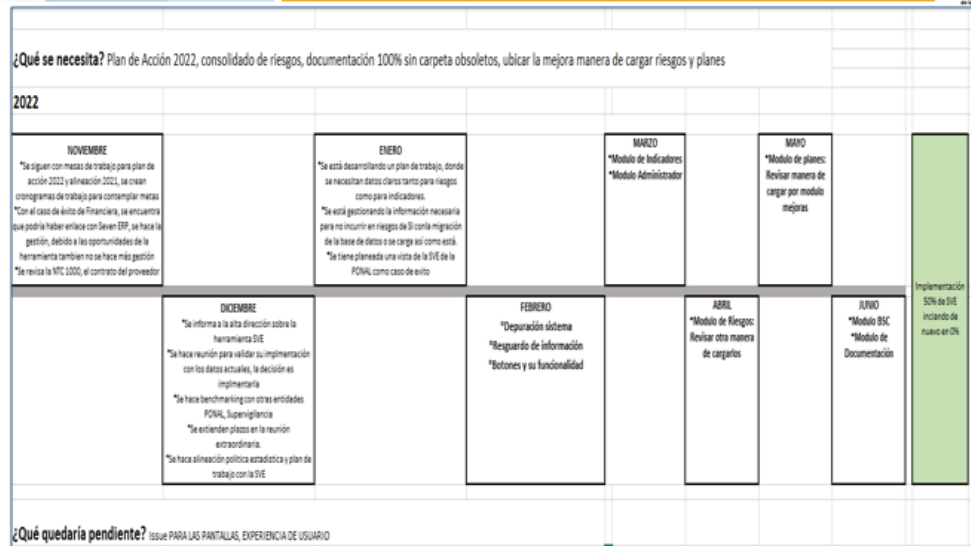 ¿Qué se necesita? Plan de Acción 2022, consolidado de riesgos, documentación 100% sin carpeta obsoletos, ubicar la mejora manera de cargar riesgos y planes
2022
NOVIEMBRE
*Se siguen con mesas de trabajo para plan de
acción 2022 y alineación 2021, se crean
cronogramas de trabajo para contemplar metas
*Con el caso de éxito de Financiera, se encuentra
que podría haber enlace con Seven ERP, se hace la
gestión, debido a las oportunidades de la
herramienta tambien no se hace más gestión
*Se revisa la NTC 1000, el contrato del proveedor
ENERO
*Se está desarrollando un plan de trabajo, donde
se necesitan datos claros tanto para riesgos
como para indicadores.
*Se está gestionando la información necesaria
para no incurrir en riesgos de SI conla migración
de la base de datos o se carga así como está.
*Se tiene planeada una vista de la SVE de la
PONAL como caso de exito
MARZO
*Modulo de Indicadores
*Modulo Administrador
MAYO
*Modulo de planes:
Revisar manera de
cargar por modulo
mejoras
Implementación
50% de SVE
inciando de
nuevo en 0%
DICIEMBRE
*Se informa a la alta dirección sobre la
herramienta SVE
*Se hace reunión para validar su implmentación
con los datos actuales, la decisión es
implmentarla
*Se hace benchmarking con otras entidades
PONAL, Supervigilancia
*Se extienden plazos en la reunión
extraordinaria.
*Se hace alineación política estadística y plan de
trabajo con la SVE
FEBRERO
*Depuración sistema
*Resguardo de información
*Botones y su funcionalidad
ABRIL
*Modulo de Riesgos:
Revisar otra manera
de cargarlos
JUNIO
*Modulo BSC
*Modulo de
Documentación
¿Qué quedaría pendiente? Issue PARA LAS PANTALLAS, EXPERIENCIA DE USUARIO